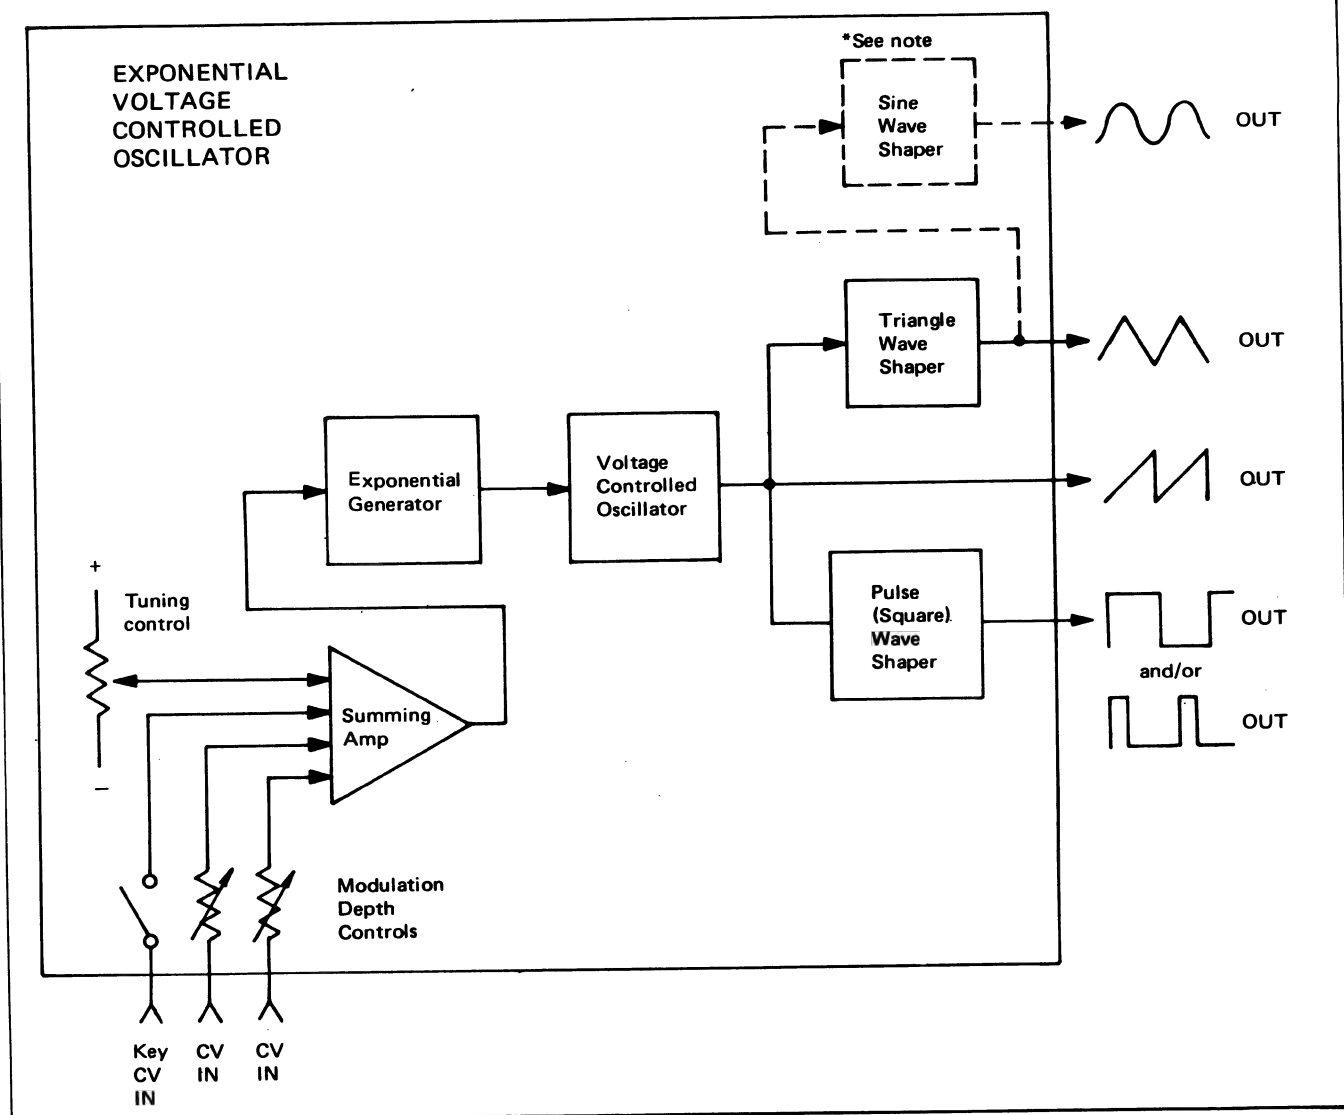 EXPONENTIAL
VOLTAGE
CONTROLLED
OSCILLATOR
*See note
Sine
Wave
Shaper
OUT
Triangle
Wave
Shaper
OUT
Exponential
Generator
Voltage
Controlled
Oscillator
OUT
+
Tuning
control
−
Pulse
(Square)
Wave
Shaper
OUT
and/or
OUT
Summing
Amp
Modulation
Depth
Controls
Key
CV
IN
CV
IN
CV
IN